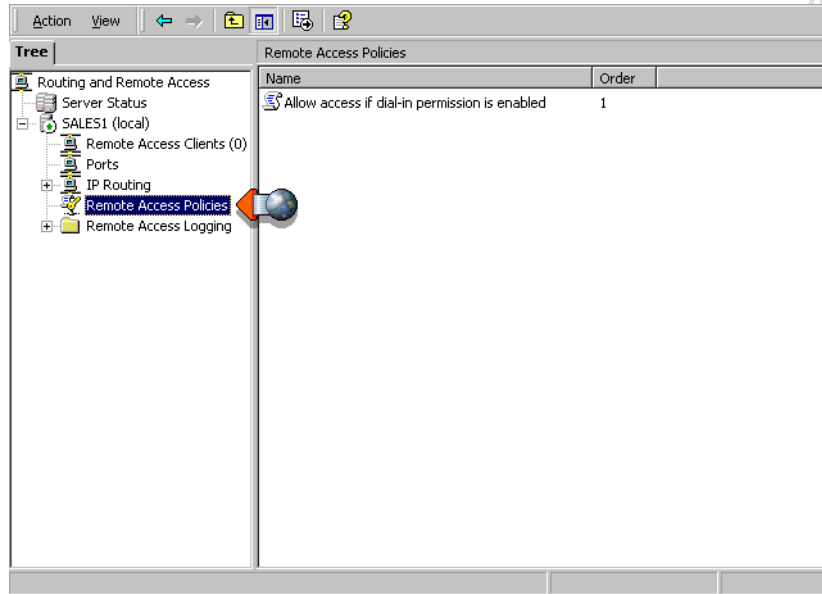 Action View
Tree
Remote Access Policies
Routing and Remote Access
Server Status
SALES1 (local)
Remote Access Clients (0)
Ports
IP Routing
Remote Access Policies
Remote Access Logging
Name Order
Allow access if dial-in permission is enabled 1